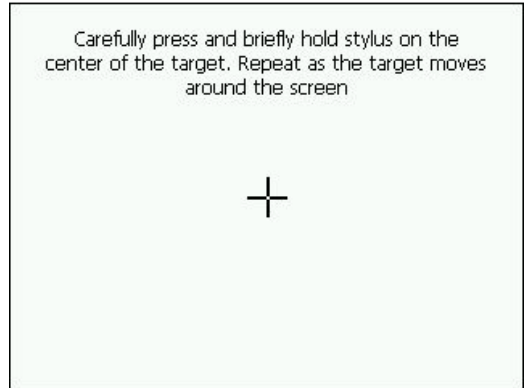 Carefully press and briefly hold stylus on the
center of the target. Repeat as the target moves
around the screen